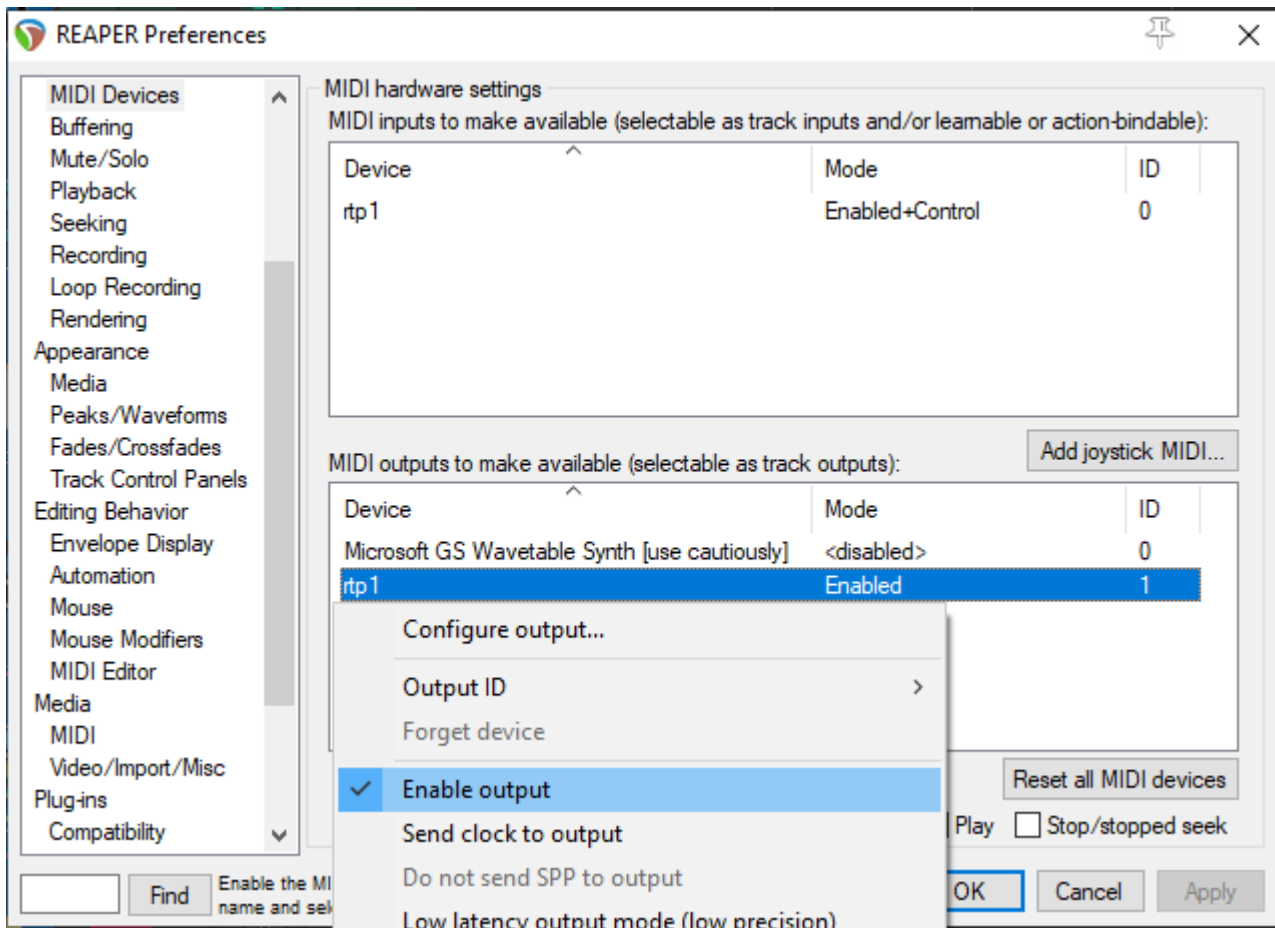 REAPER Preferences
MIDI Devices
Buffering
Mute/Solo
Playback
Seeking
Recording
Loop Recording
Rendering
Appearance
Media
Peaks/Waveforms
Fades/Crossfades
Track Control Panels
Editing Behavior
Envelope Display
Automation
Mouse
Mouse Modifiers
MIDI Editor
Media
MIDI
Video/Import/Misc
Plug-ins
Compatibility
Find
Enable the MI
name and sel
MIDI hardware settings
MIDI inputs to make available (selectable as track inputs and/or learnable or action-bindable):
Device Mode ID
rtp1 Enabled+Control 0
Add joystick MIDI...
MIDI outputs to make available (selectable as track outputs):
Device Mode ID
Microsoft GS Wavetable Synth [use cautiously] <disabled> 0
rtp1 Enabled 1
Configure output...
Output ID
Forget device
Enable output
Send clock to output
Do not send SPP to output
Low latency output mode (low precision)
Reset all MIDI devices
Play Stop/stopped seek
OK Cancel Apply